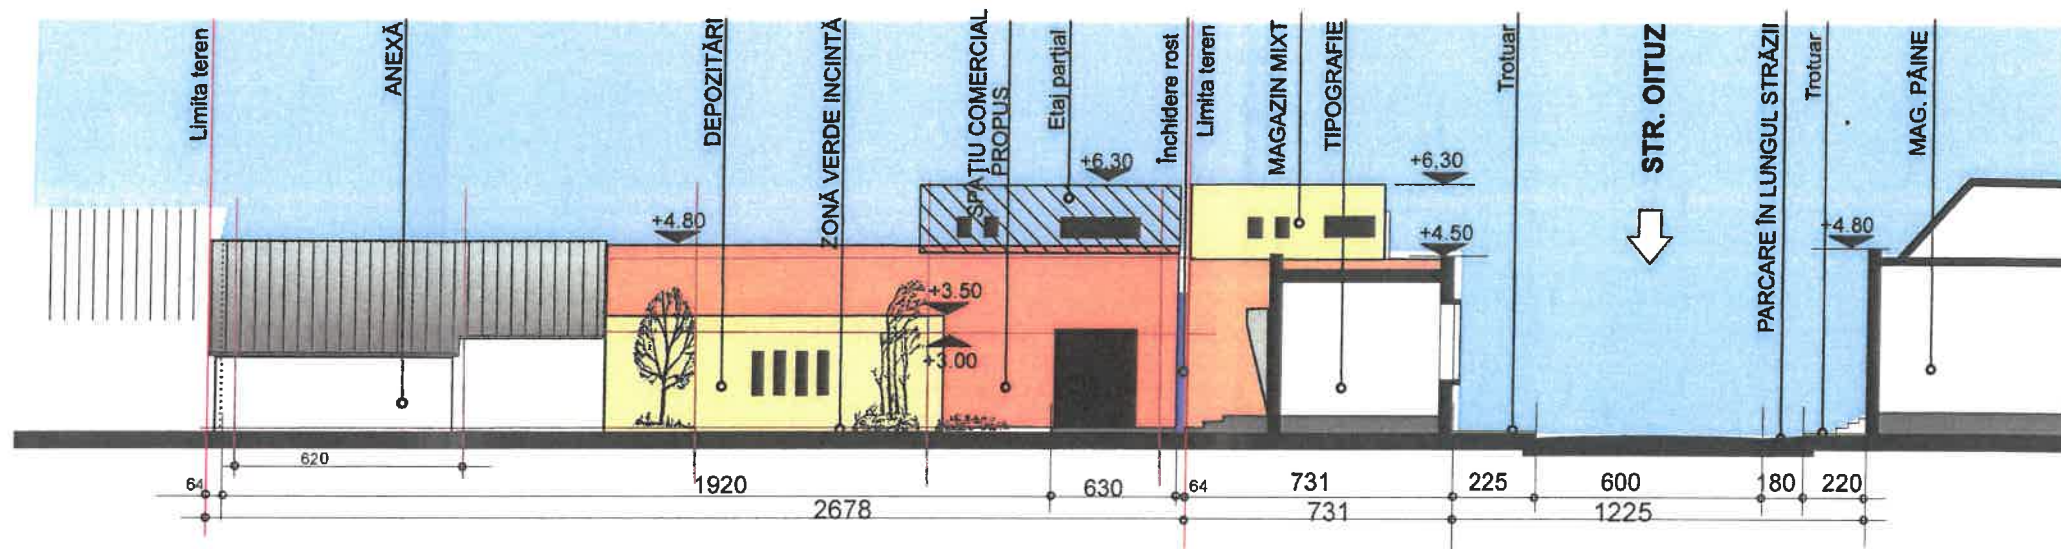 Limita teren
ANEXĂ
DEPOZITĂRI
ZONĂ VERDE INCINTĂ
SPAȚIU COMERCIAL
PROPUS
Etaj parțial
Închidere rost
Limita teren
MAGAZIN MIXT
TIPOGRAFIE
Trotuar
STR. OITUZ
PARCARE ÎN LUNGUL STRĂZII
Trotuar
MAG. PÂINE
+6.30
+6.30
+4.80
+4.50
+4.80
+3.50
+3.00
620
64
1920
630
64
731
225
600
180
220
2678
731
1225